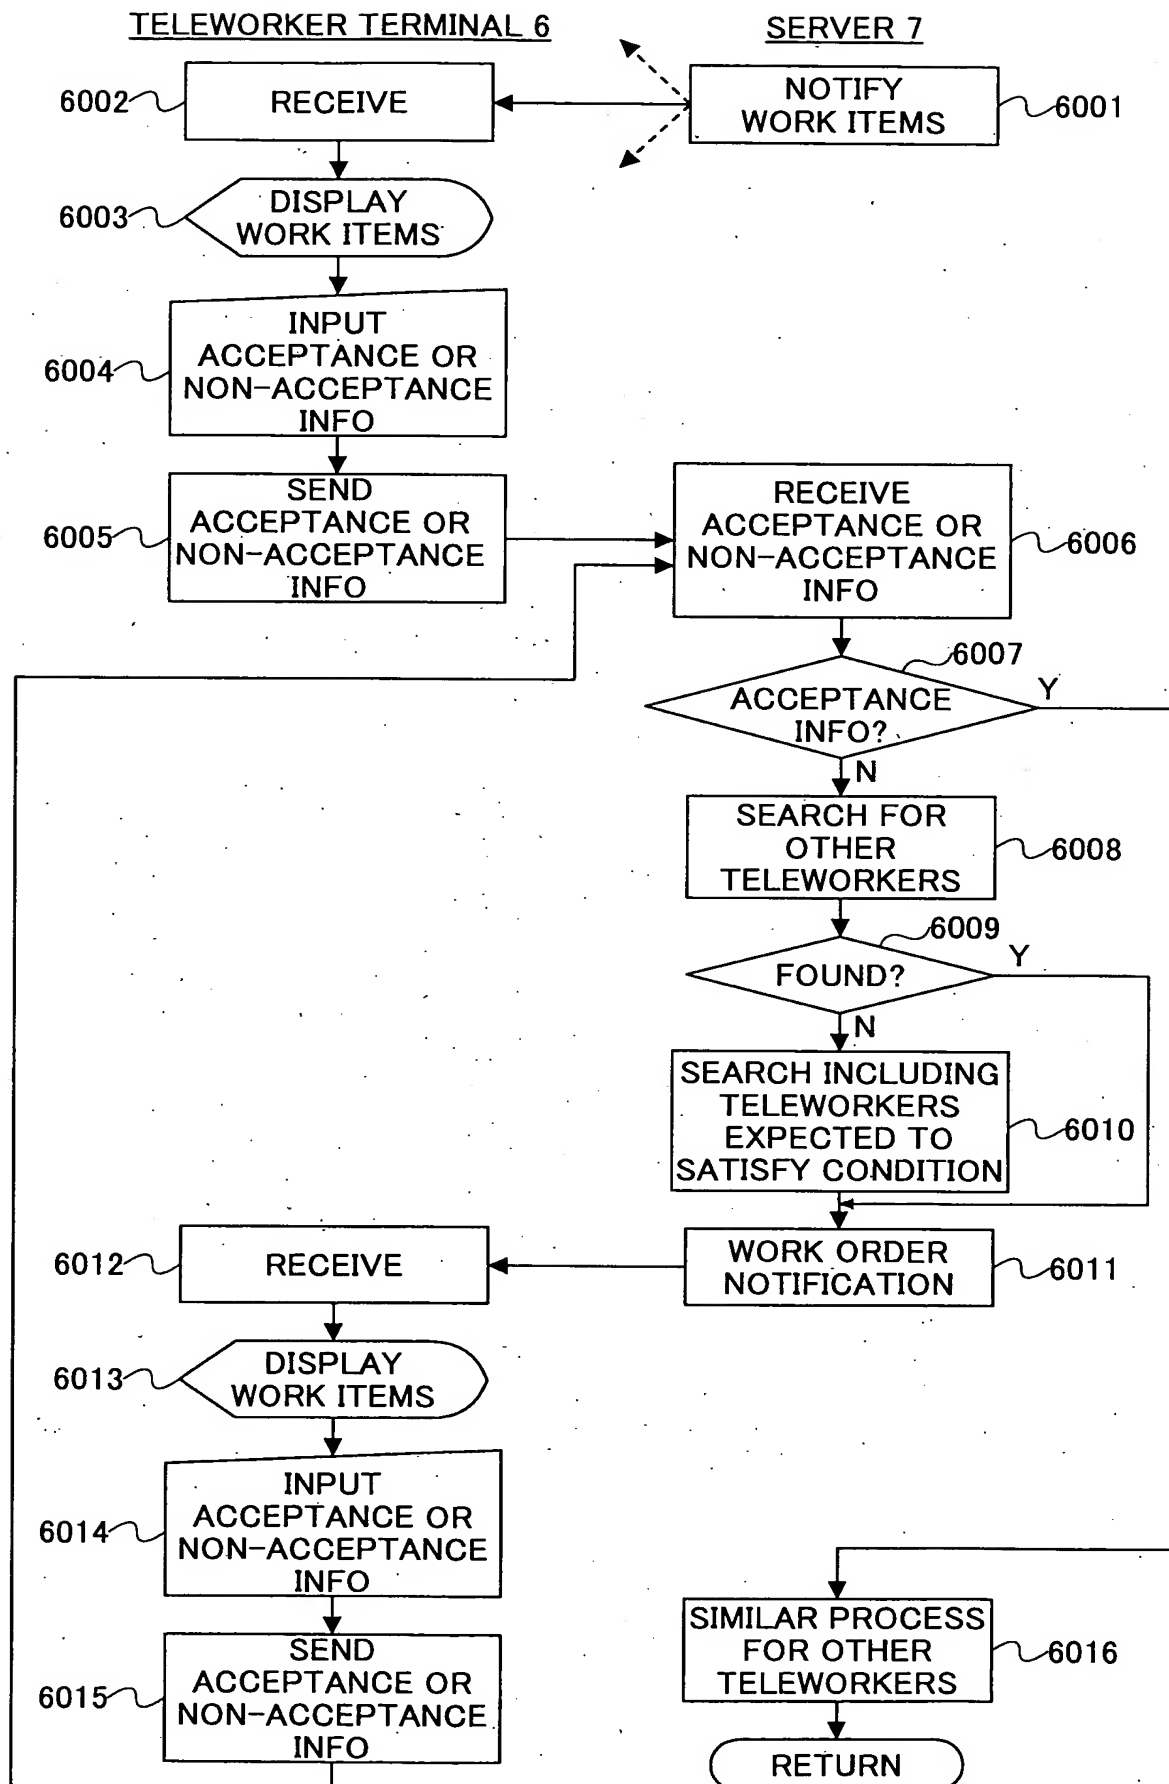 TELEWORKER TERMINAL 6
SERVER 7
6002
RECEIVE
NOTIFY
WORK ITEMS
6001
6003
DISPLAY
WORK ITEMS
6004
INPUT
ACCEPTANCE OR
NON-ACCEPTANCE
INFO
6005
SEND
ACCEPTANCE OR
NON-ACCEPTANCE
INFO
RECEIVE
ACCEPTANCE OR
NON-ACCEPTANCE
INFO
6006
6007
ACCEPTANCE
INFO?
Y
N
SEARCH FOR
OTHER
TELEWORKERS
6008
6009
FOUND?
Y
N
SEARCH INCLUDING
TELEWORKERS
EXPECTED TO
SATISFY CONDITION
6010
6012
RECEIVE
WORK ORDER
NOTIFICATION
6011
6013
DISPLAY
WORK ITEMS
6014
INPUT
ACCEPTANCE OR
NON-ACCEPTANCE
INFO
6015
SEND
ACCEPTANCE OR
NON-ACCEPTANCE
INFO
SIMILAR PROCESS
FOR OTHER
TELEWORKERS
6016
RETURN